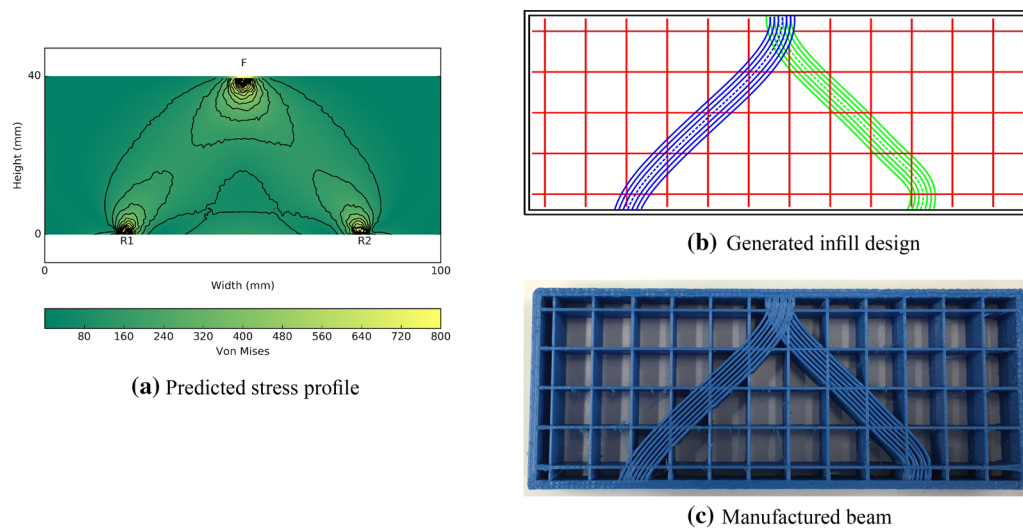 F
40
Height (mm)
0
R1
R2
0
100
Width (mm)
80 160 240 320 400 480 560 640 720 800
Von Mises
(a) Predicted stress profile
(b) Generated infill design
(c) Manufactured beam